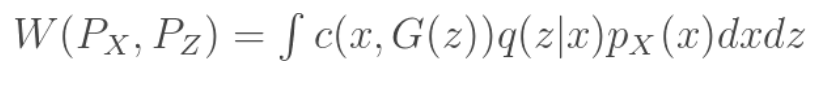 W(P_X, P_Z) = ∫ c(x, G(z))q(z|x)p_X(x)dxdz